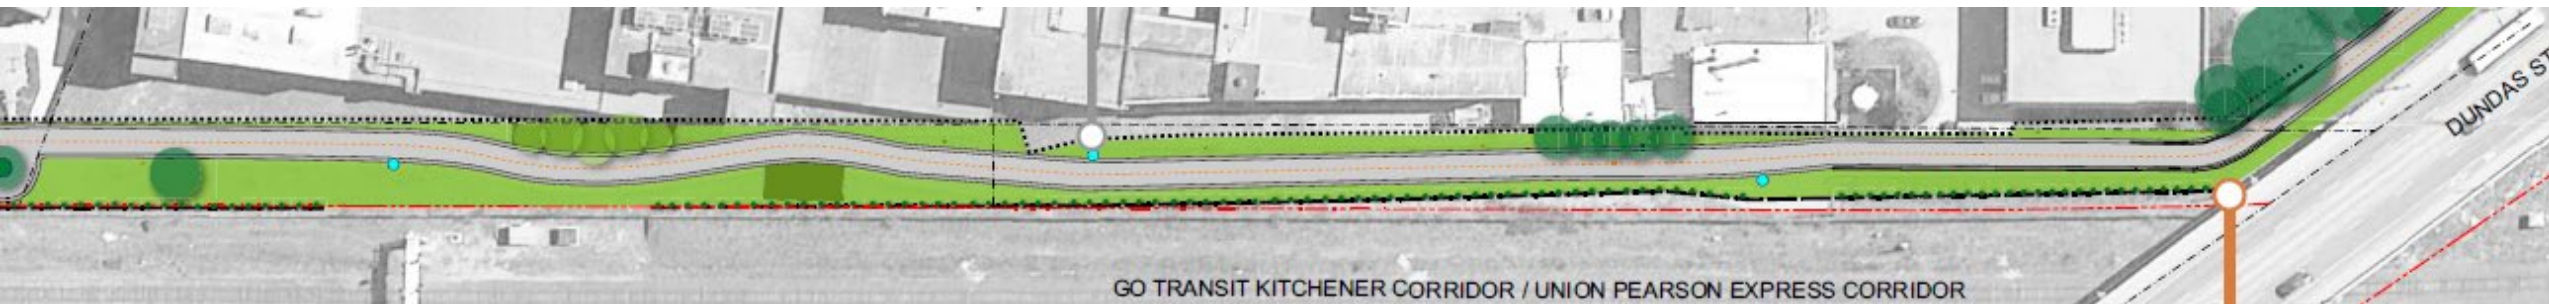 DUNDAS ST
GO TRANSIT KITCHENER CORRIDOR / UNION PEARSON EXPRESS CORRIDOR